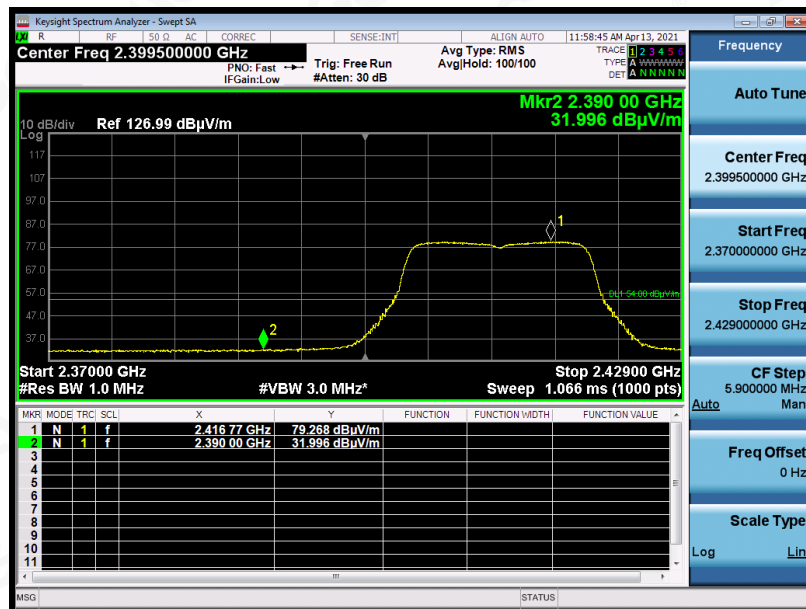 Keysight Spectrum Analyzer - Swept SA
LXI R RF 50 Ω AC CORREC SENSE:INT ALIGN AUTO 11:58:45 AM Apr 13, 2021
Center Freq 2.399500000 GHz
PNO: Fast
IFGain:Low
Trig: Free Run
#Atten: 30 dB
Avg Type: RMS
Avg|Hold: 100/100
TRACE 1 2 3 4 5 6
TYPE A WWWWW
DET A N N N N N
Mkr2 2.390 00 GHz
31.996 dBµV/m
10 dB/div Ref 126.99 dBµV/m
Log
117
107
97.0
87.0
77.0
67.0
57.0
47.0
37.0
1
2
DL1 54.00 dBµV/m
Start 2.37000 GHz Stop 2.42900 GHz
#Res BW 1.0 MHz #VBW 3.0 MHz* Sweep 1.066 ms (1000 pts)
MKR MODE TRC SCL X Y FUNCTION FUNCTION WIDTH FUNCTION VALUE
1 N 1 f 2.416 77 GHz 79.268 dBµV/m
2 N 1 f 2.390 00 GHz 31.996 dBµV/m
3
4
5
6
7
8
9
10
11
MSG STATUS
Frequency
Auto Tune
Center Freq
2.399500000 GHz
Start Freq
2.370000000 GHz
Stop Freq
2.429000000 GHz
CF Step
5.900000 MHz
Auto Man
Freq Offset
0 Hz
Scale Type
Log Lin